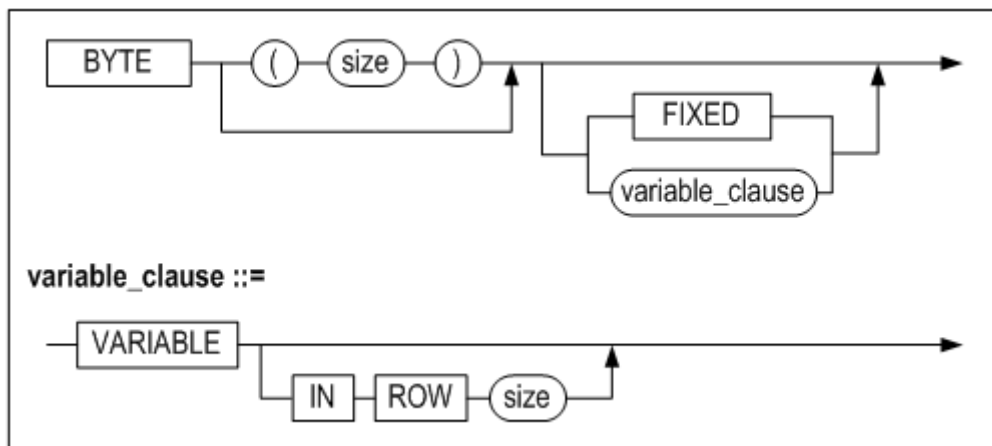 BYTE ( size )
FIXED
variable_clause
variable_clause ::=
VARIABLE
IN ROW size